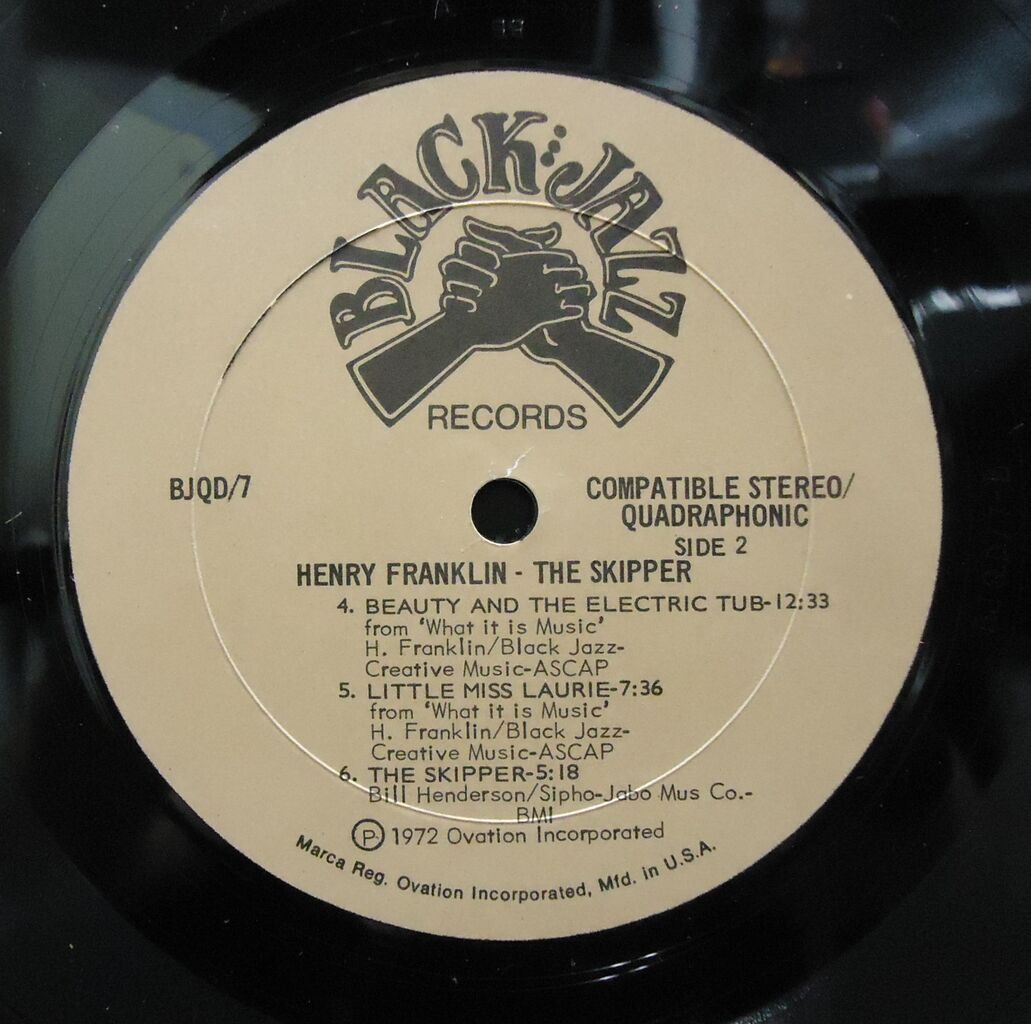 BLACK JAZZ
RECORDS
BJQD/7
COMPATIBLE STEREO/
QUADRAPHONIC
SIDE 2
HENRY FRANKLIN - THE SKIPPER
4. BEAUTY AND THE ELECTRIC TUB-12:33
from 'What it is Music'
H. Franklin/Black Jazz-
Creative Music-ASCAP
5. LITTLE MISS LAURIE-7:36
from 'What it is Music'
H. Franklin/Black Jazz-
Creative Music-ASCAP
6. THE SKIPPER-5:18
Bill Henderson/Sipho-Jabo Mus Co.-
BMI
Ⓟ 1972 Ovation Incorporated
Marca Reg. Ovation Incorporated, Mfd. in U.S.A.